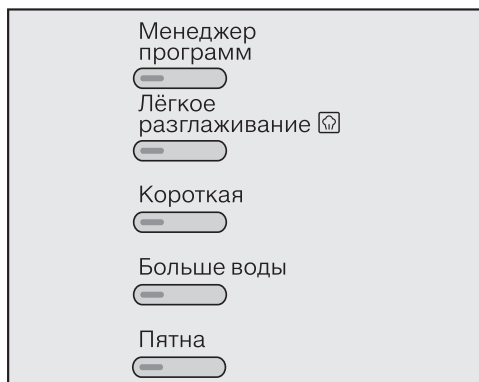 Менеджер
программ
Лёгкое
разглаживание
Короткая
Больше воды
Пятна